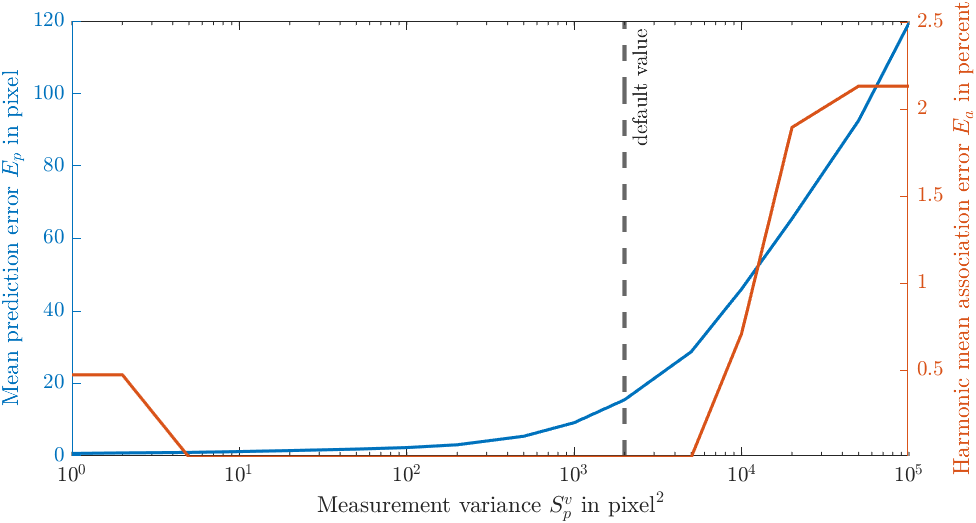 Mean prediction error E_p in pixel
120
100
80
60
40
20
0
default value
2.5
2
1.5
1
0.5
Harmonic mean association error E_a in percent
10^0 10^1 10^2 10^3 10^4 10^5
Measurement variance S_p^v in pixel^2